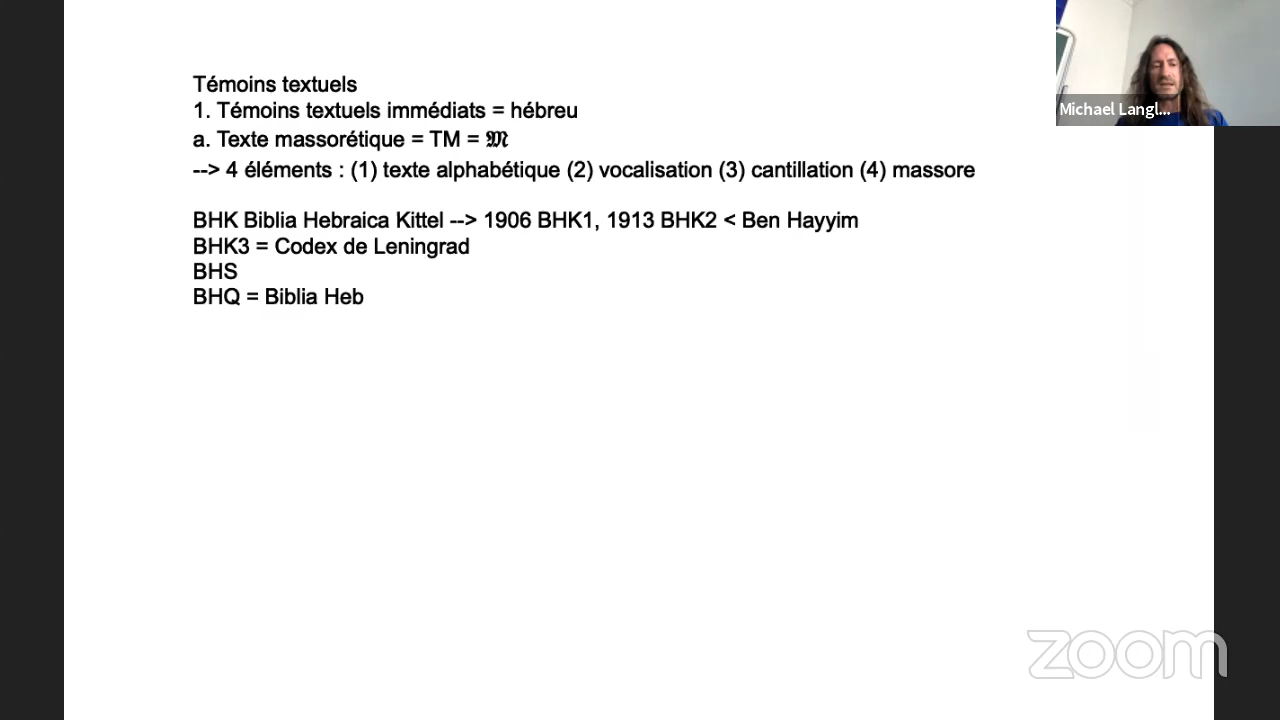 Témoins textuels
1. Témoins textuels immédiats = hébreu
a. Texte massorétique = TM = 𝕸
--> 4 éléments : (1) texte alphabétique (2) vocalisation (3) cantillation (4) massore
BHK Biblia Hebraica Kittel --> 1906 BHK1, 1913 BHK2 < Ben Hayyim
BHK3 = Codex de Leningrad
BHS
BHQ = Biblia Heb
Michael Langl...
zoom